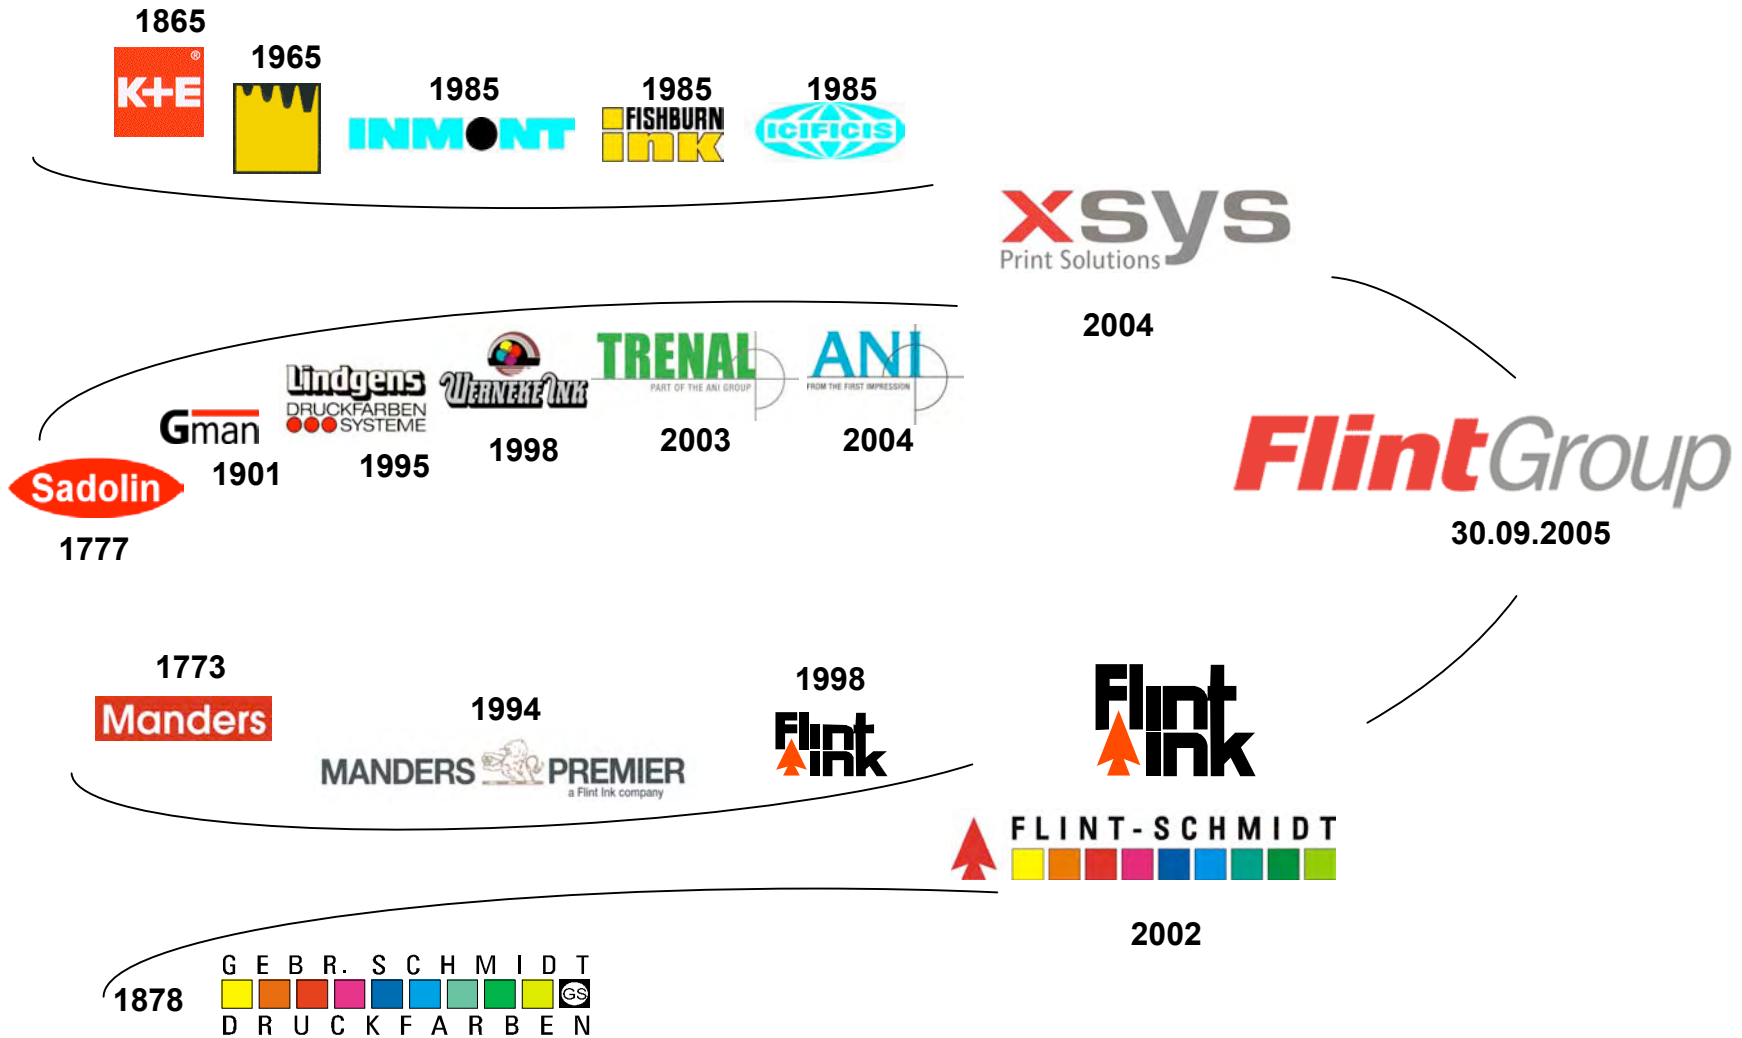 1865
K+E®
1965
1985
INMONT
1985
FISHBURN
ink
1985
ICIFICIS
xsys
Print Solutions
2004
Sadolin
1777
Gman
1901
Lindgens
DRUCKFARBEN
SYSTEME
1995
WERNEKE INK
1998
TRENAL
PART OF THE ANI GROUP
2003
ANI
FROM THE FIRST IMPRESSION
2004
FlintGroup
30.09.2005
1773
Manders
1994
MANDERS PREMIER
a Flint Ink company
1998
Flint
Ink
Flint
Ink
FLINT-SCHMIDT
2002
1878
GEBR. SCHMIDT
GS
DRUCKFARBEN